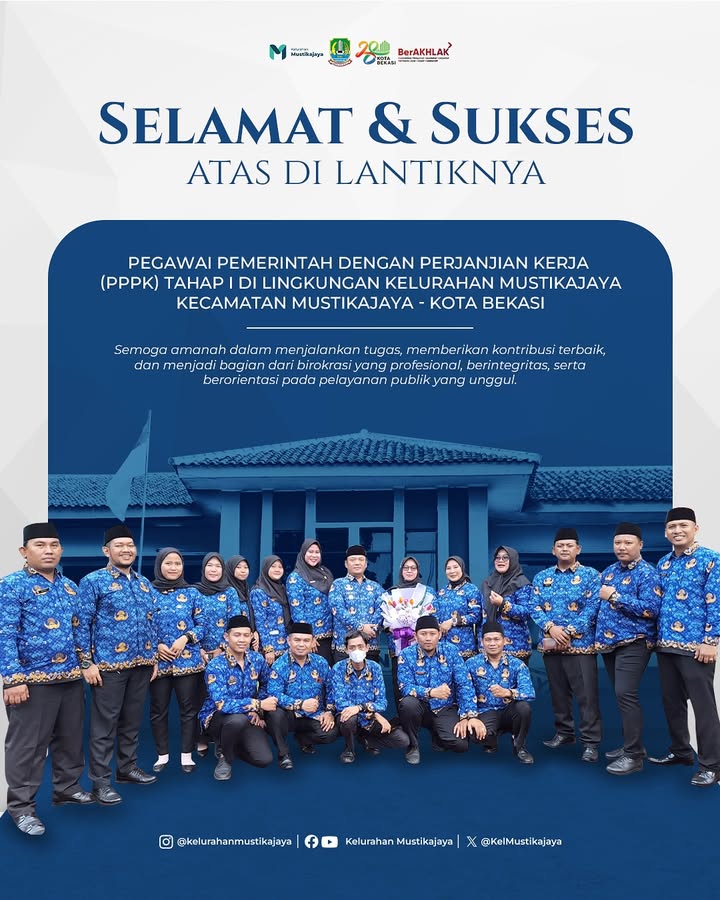 Kelurahan
Mustikajaya
28
KOTA
BEKASI
BerAKHLAK
SELAMAT & SUKSES
ATAS DI LANTIKNYA
PEGAWAI PEMERINTAH DENGAN PERJANJIAN KERJA
(PPPK) TAHAP I DI LINGKUNGAN KELURAHAN MUSTIKAJAYA
KECAMATAN MUSTIKAJAYA - KOTA BEKASI
Semoga amanah dalam menjalankan tugas, memberikan kontribusi terbaik,
dan menjadi bagian dari birokrasi yang profesional, berintegritas, serta
berorientasi pada pelayanan publik yang unggul.
@kelurahanmustikajaya | Kelurahan Mustikajaya | @KelMustikajaya